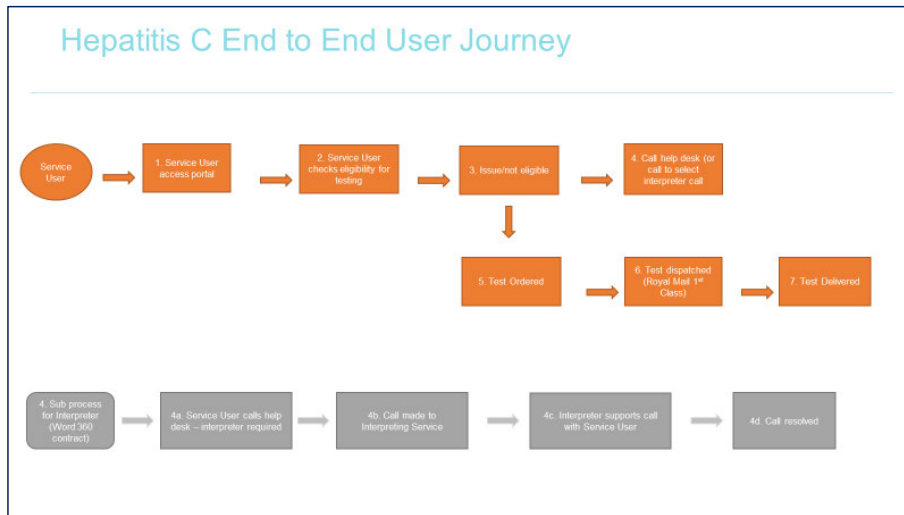 Hepatitis C End to End User Journey
Service
User
1. Service User
access portal
2. Service User
checks eligibility for
testing
3. Issue/not eligible
4. Call help desk (or
call to select
interpreter call
5. Test Ordered
6. Test dispatched
(Royal Mail 1st
Class)
7. Test Delivered
4. Sub process
for Interpreter
(Word 360
contract)
4a. Service User calls help
desk – interpreter required
4b. Call made to
Interpreting Service
4c. Interpreter supports call
with Service User
4d. Call resolved